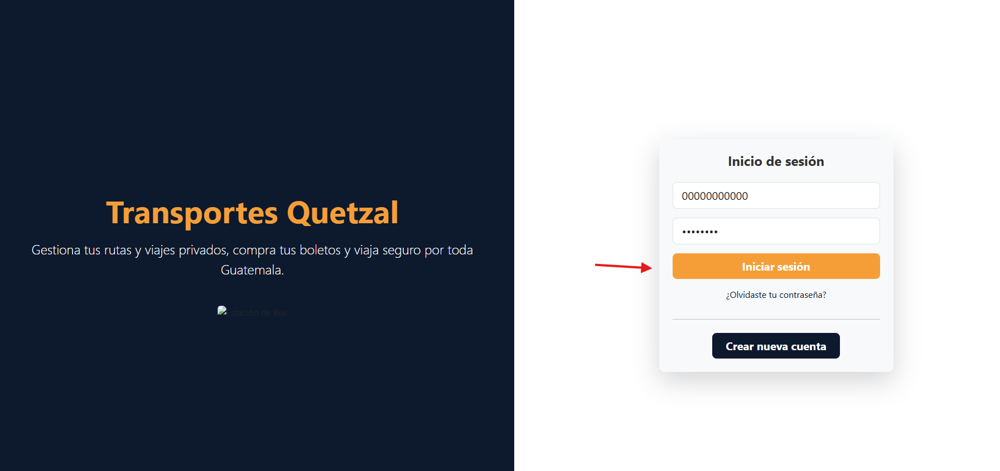 Transportes Quetzal
Gestiona tus rutas y viajes privados, compra tus boletos y viaja seguro por toda
Guatemala.
Estación de Bus
Inicio de sesión
00000000000
••••••••
Iniciar sesión
¿Olvidaste tu contraseña?
Crear nueva cuenta